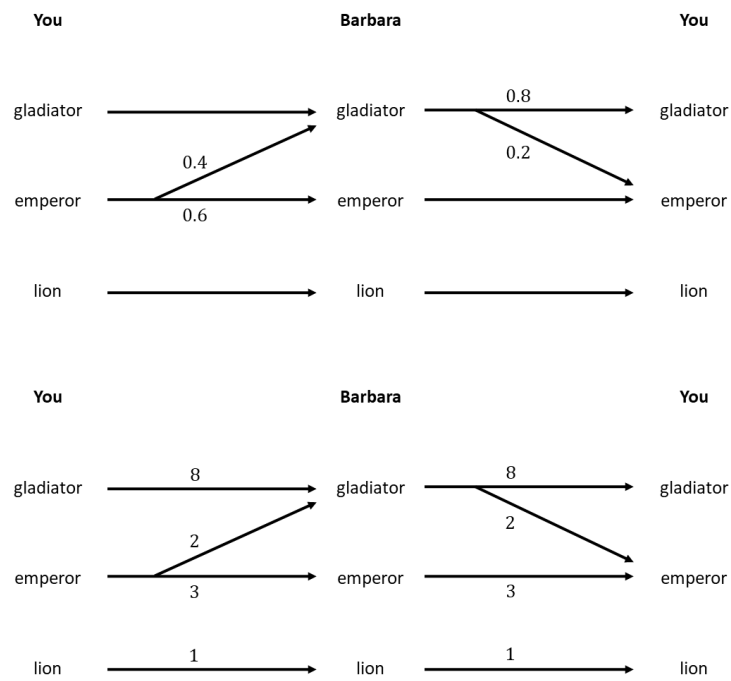 You Barbara You
gladiator gladiator 0.8 gladiator
0.4 0.2
emperor emperor emperor
0.6
lion lion lion
You Barbara You
8 8
gladiator gladiator gladiator
2 2
emperor emperor emperor
3 3
1 1
lion lion lion